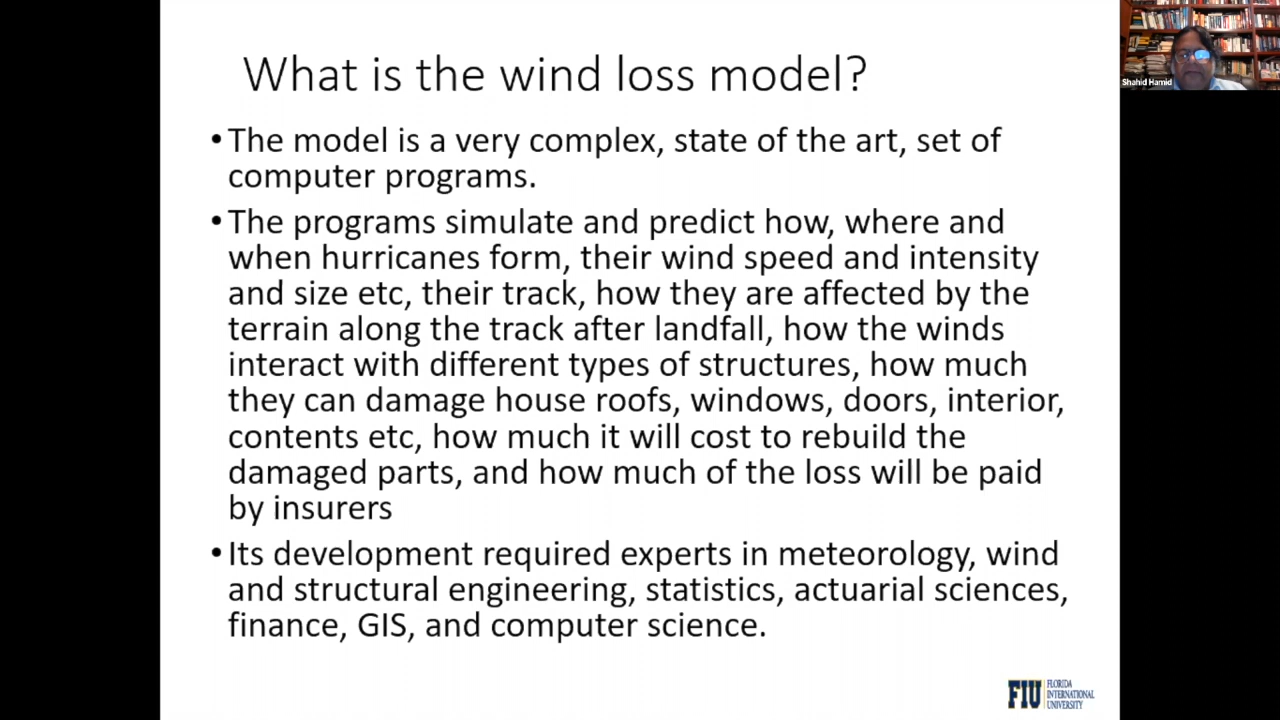 What is the wind loss model?
•The model is a very complex, state of the art, set of
computer programs.
•The programs simulate and predict how, where and
when hurricanes form, their wind speed and intensity
and size etc, their track, how they are affected by the
terrain along the track after landfall, how the winds
interact with different types of structures, how much
they can damage house roofs, windows, doors, interior,
contents etc, how much it will cost to rebuild the
damaged parts, and how much of the loss will be paid
by insurers
•Its development required experts in meteorology, wind
and structural engineering, statistics, actuarial sciences,
finance, GIS, and computer science.
Shahid Hamid
FIU
FLORIDA
INTERNATIONAL
UNIVERSITY